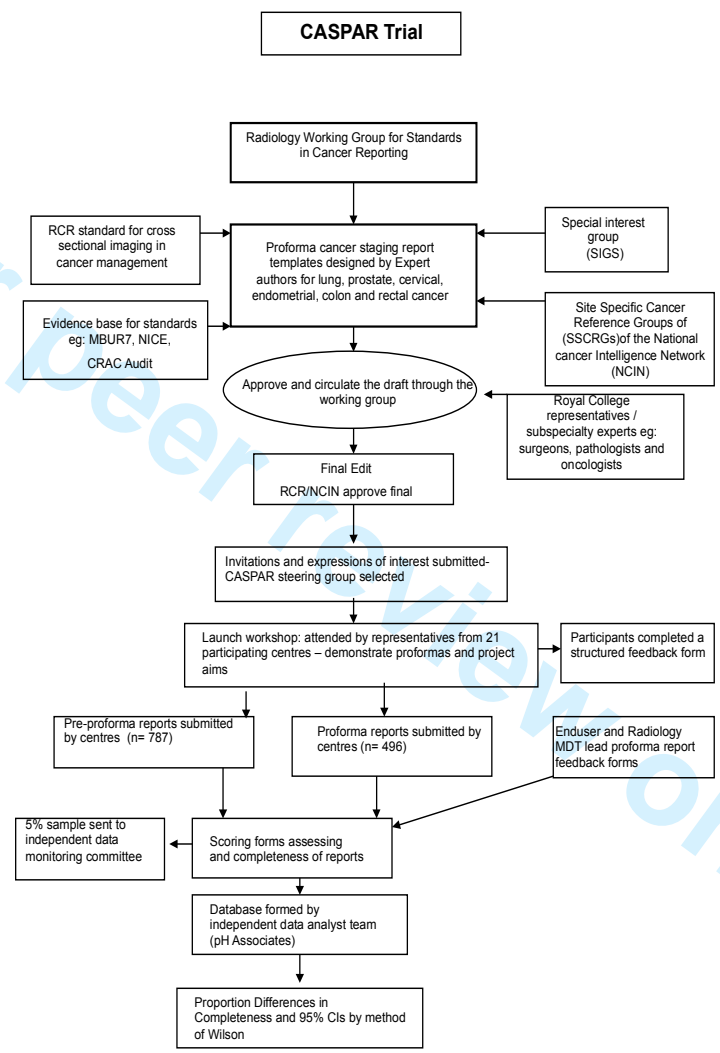 CASPAR Trial
Radiology Working Group for Standards
in Cancer Reporting
RCR standard for cross
sectional imaging in
cancer management
Proforma cancer staging report
templates designed by Expert
authors for lung, prostate, cervical,
endometrial, colon and rectal cancer
Special interest
group
(SIGS)
Evidence base for standards
eg: MBUR7, NICE,
CRAC Audit
Site Specific Cancer
Reference Groups of
(SSCRGs)of the National
cancer Intelligence Network
(NCIN)
Approve and circulate the draft through the
working group
Royal College
representatives /
subspecialty experts eg:
surgeons, pathologists and
oncologists
Final Edit
RCR/NCIN approve final
Invitations and expressions of interest submitted-
CASPAR steering group selected
Launch workshop: attended by representatives from 21
participating centres – demonstrate proformas and project
aims
Participants completed a
structured feedback form
Pre-proforma reports submitted
by centres (n= 787)
Proforma reports submitted by
centres (n= 496)
Enduser and Radiology
MDT lead proforma report
feedback forms
5% sample sent to
independent data
monitoring committee
Scoring forms assessing
and completeness of reports
Database formed by
independent data analyst team
(pH Associates)
Proportion Differences in
Completeness and 95% CIs by method
of Wilson
r peer review on